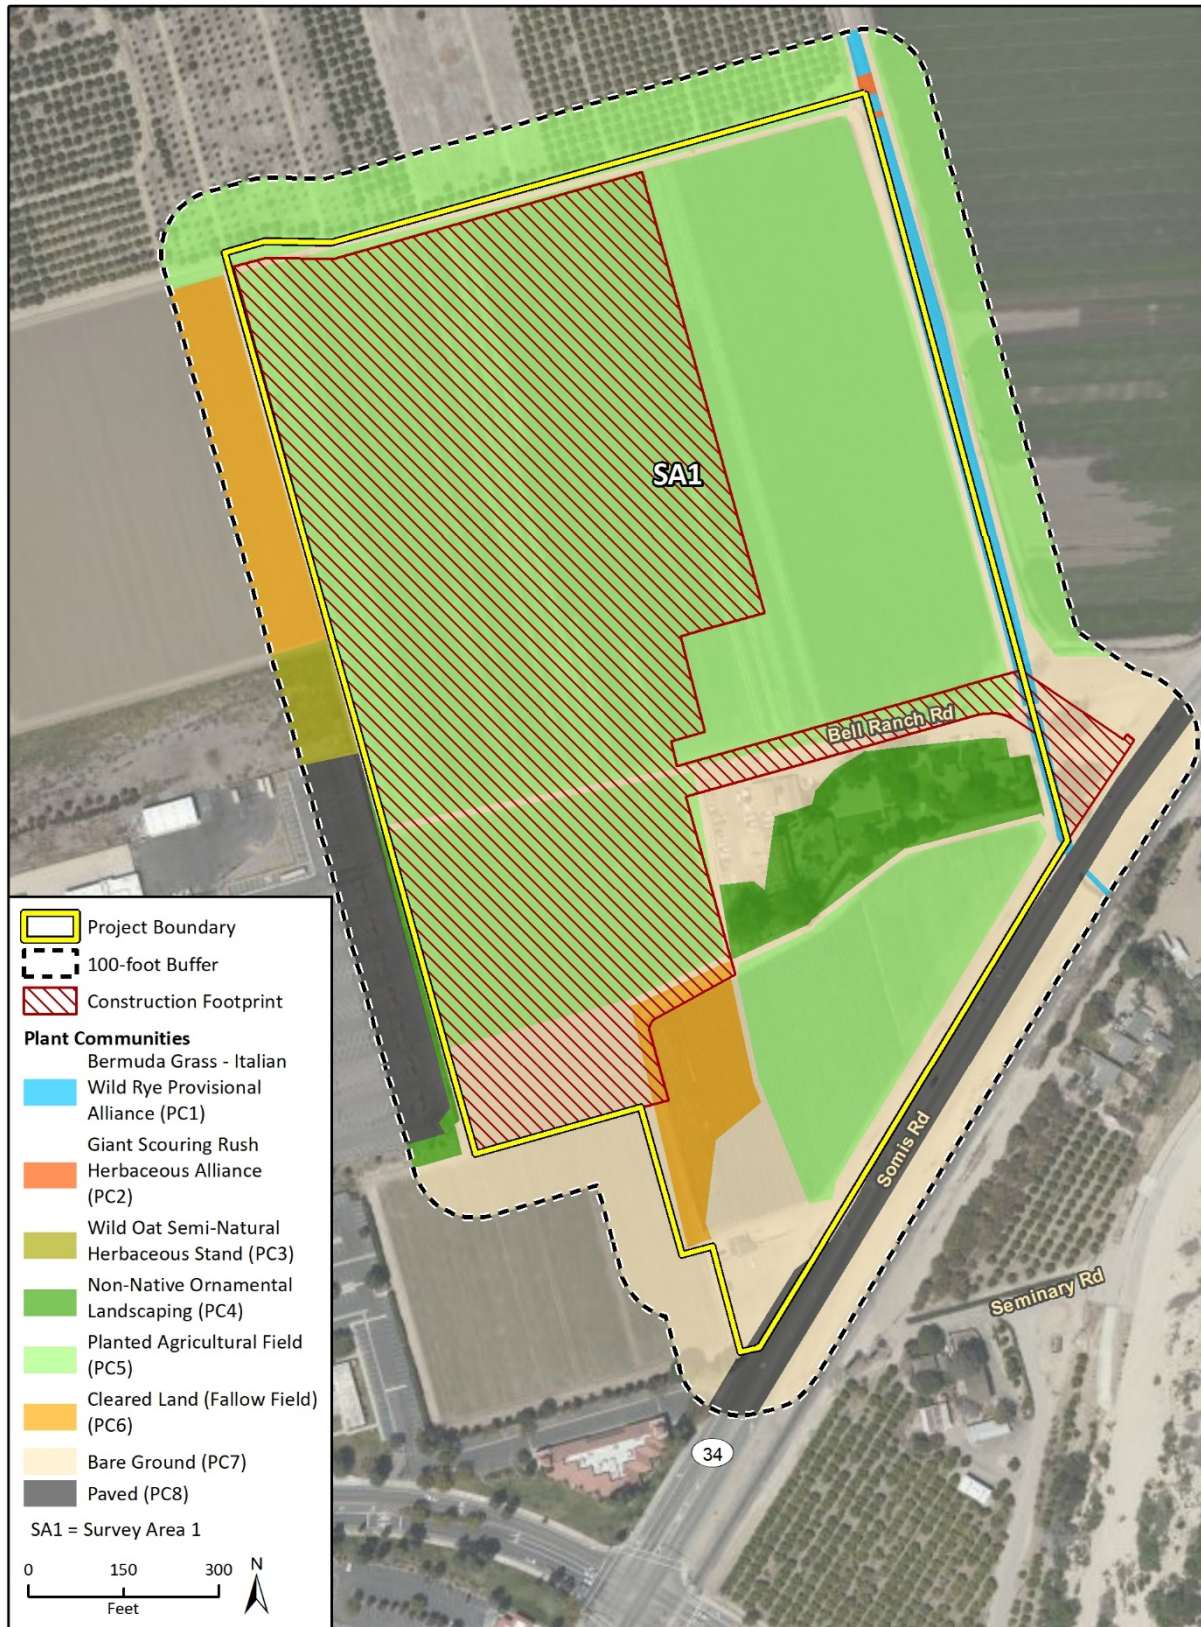 SA1
Bell Ranch Rd
Somis Rd
Seminary Rd
34
Project Boundary
100-foot Buffer
Construction Footprint
Plant Communities
Bermuda Grass - Italian
Wild Rye Provisional
Alliance (PC1)
Giant Scouring Rush
Herbaceous Alliance
(PC2)
Wild Oat Semi-Natural
Herbaceous Stand (PC3)
Non-Native Ornamental
Landscaping (PC4)
Planted Agricultural Field
(PC5)
Cleared Land (Fallow Field)
(PC6)
Bare Ground (PC7)
Paved (PC8)
SA1 = Survey Area 1
0 150 300 N
Feet